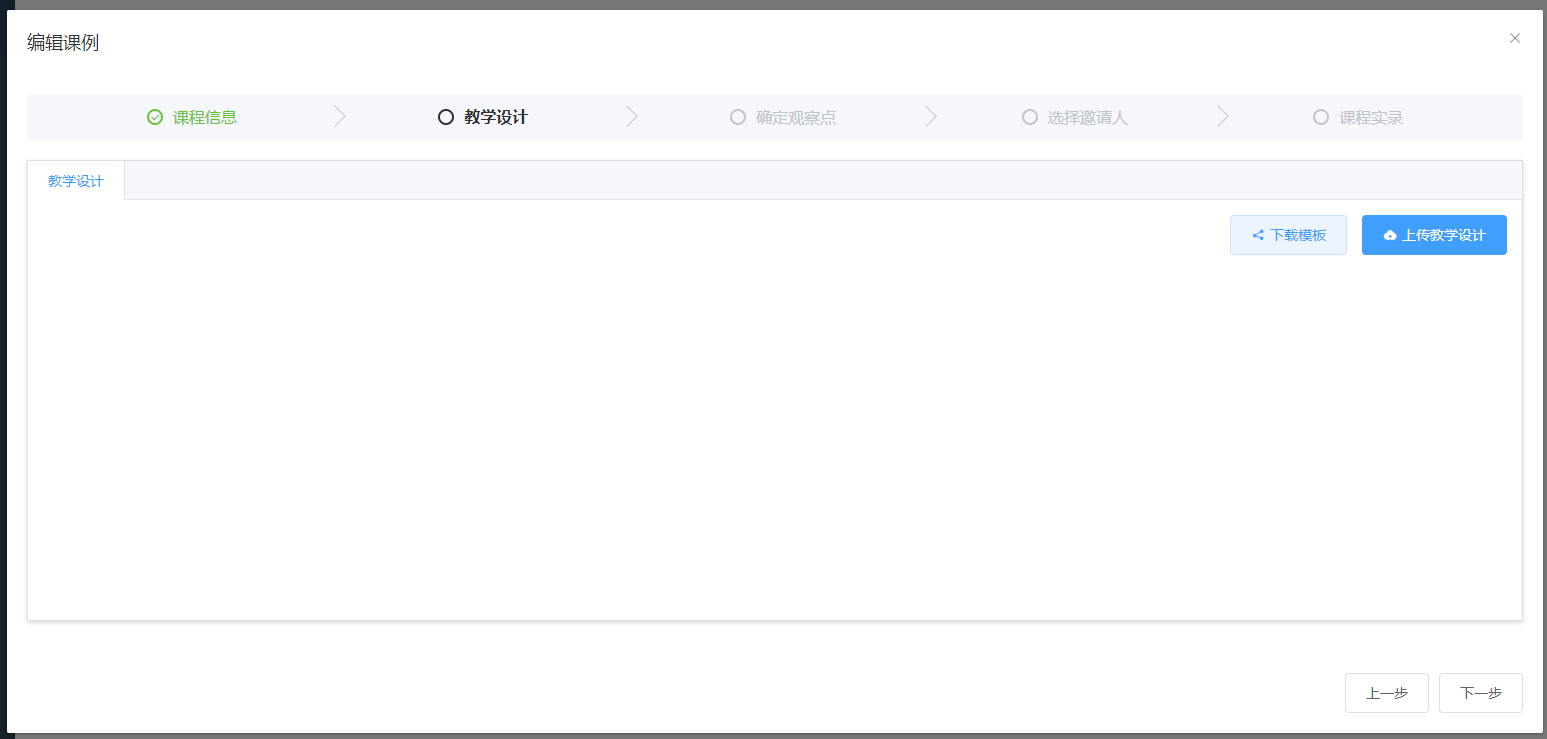 编辑课例
课程信息
教学设计
确定观察点
选择邀请人
课程实录
教学设计
下载模板
上传教学设计
上一步
下一步